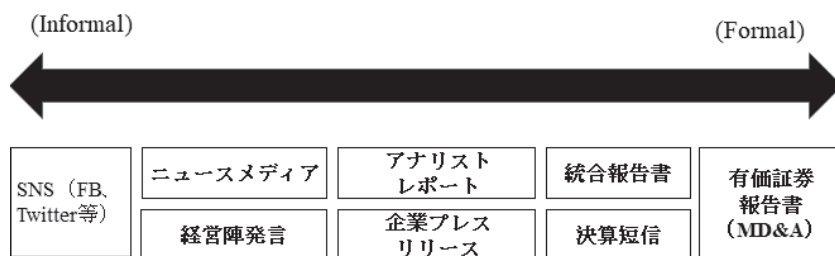 (Informal)
(Formal)
SNS（FB、
Twitter等）
ニュースメディア
経営陣発言
アナリスト
レポート
企業プレス
リリース
統合報告書
決算短信
有価証券
報告書
（MD&A）